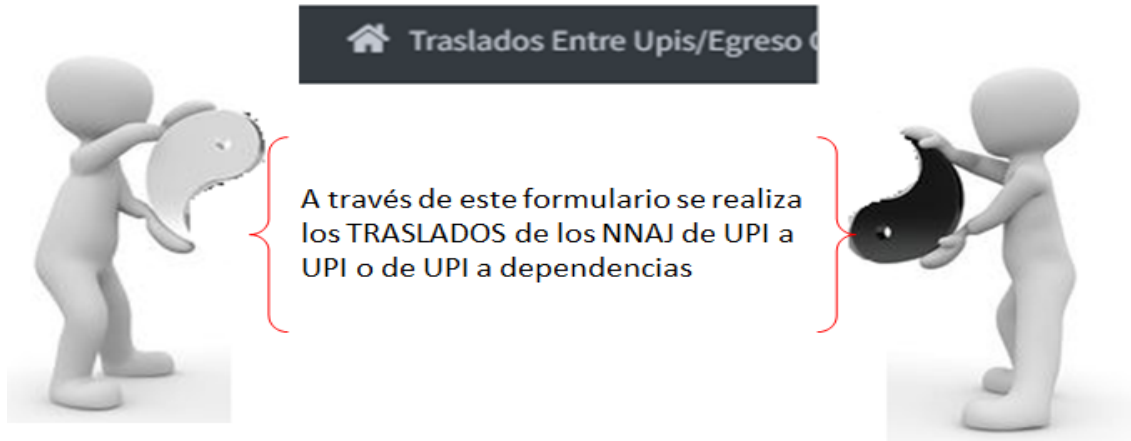 Traslados Entre Upis/Egreso
A través de este formulario se realiza
los TRASLADOS de los NNAJ de UPI a
UPI o de UPI a dependencias